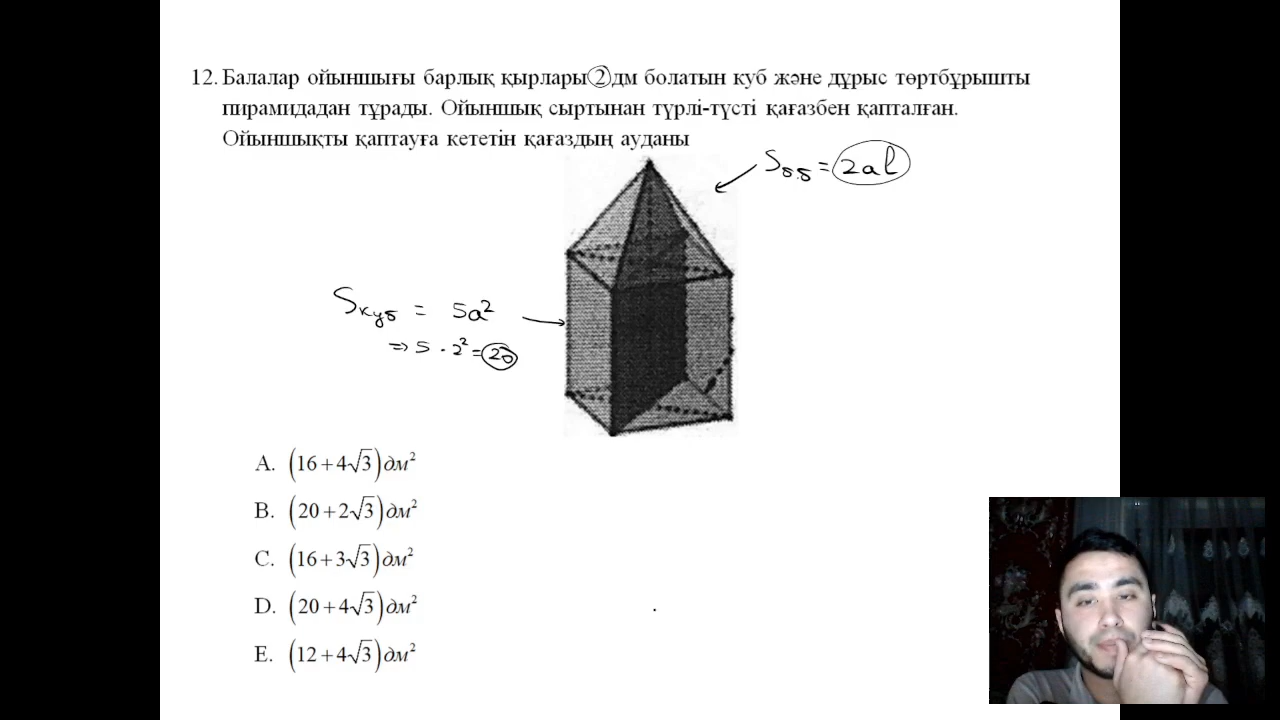 12. Балалар ойыншығы барлық қырлары 2 дм болатын куб және дұрыс төртбұрышты
пирамидадан тұрады. Ойыншық сыртынан түрлі-түсті қағазбен қапталған.
Ойыншықты қаптауға кететін қағаздың ауданы
Sбб = 2al
Sкуб = 5a²
=> 5 · 2² = 20
A. (16+4√3) дм²
B. (20+2√3) дм²
C. (16+3√3) дм²
D. (20+4√3) дм²
E. (12+4√3) дм²